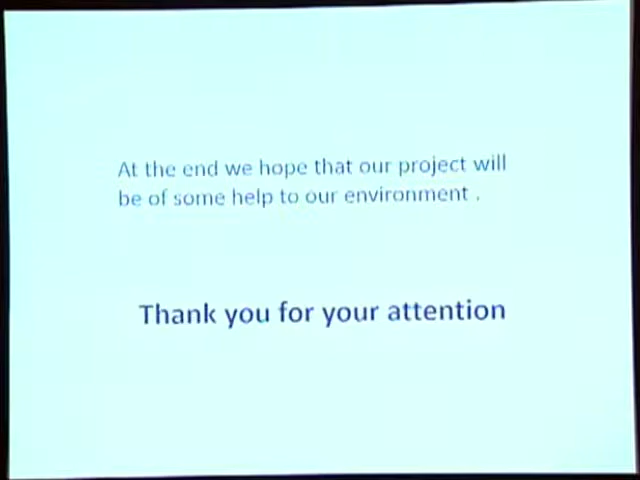 At the end we hope that our project will
be of some help to our environment .
Thank you for your attention